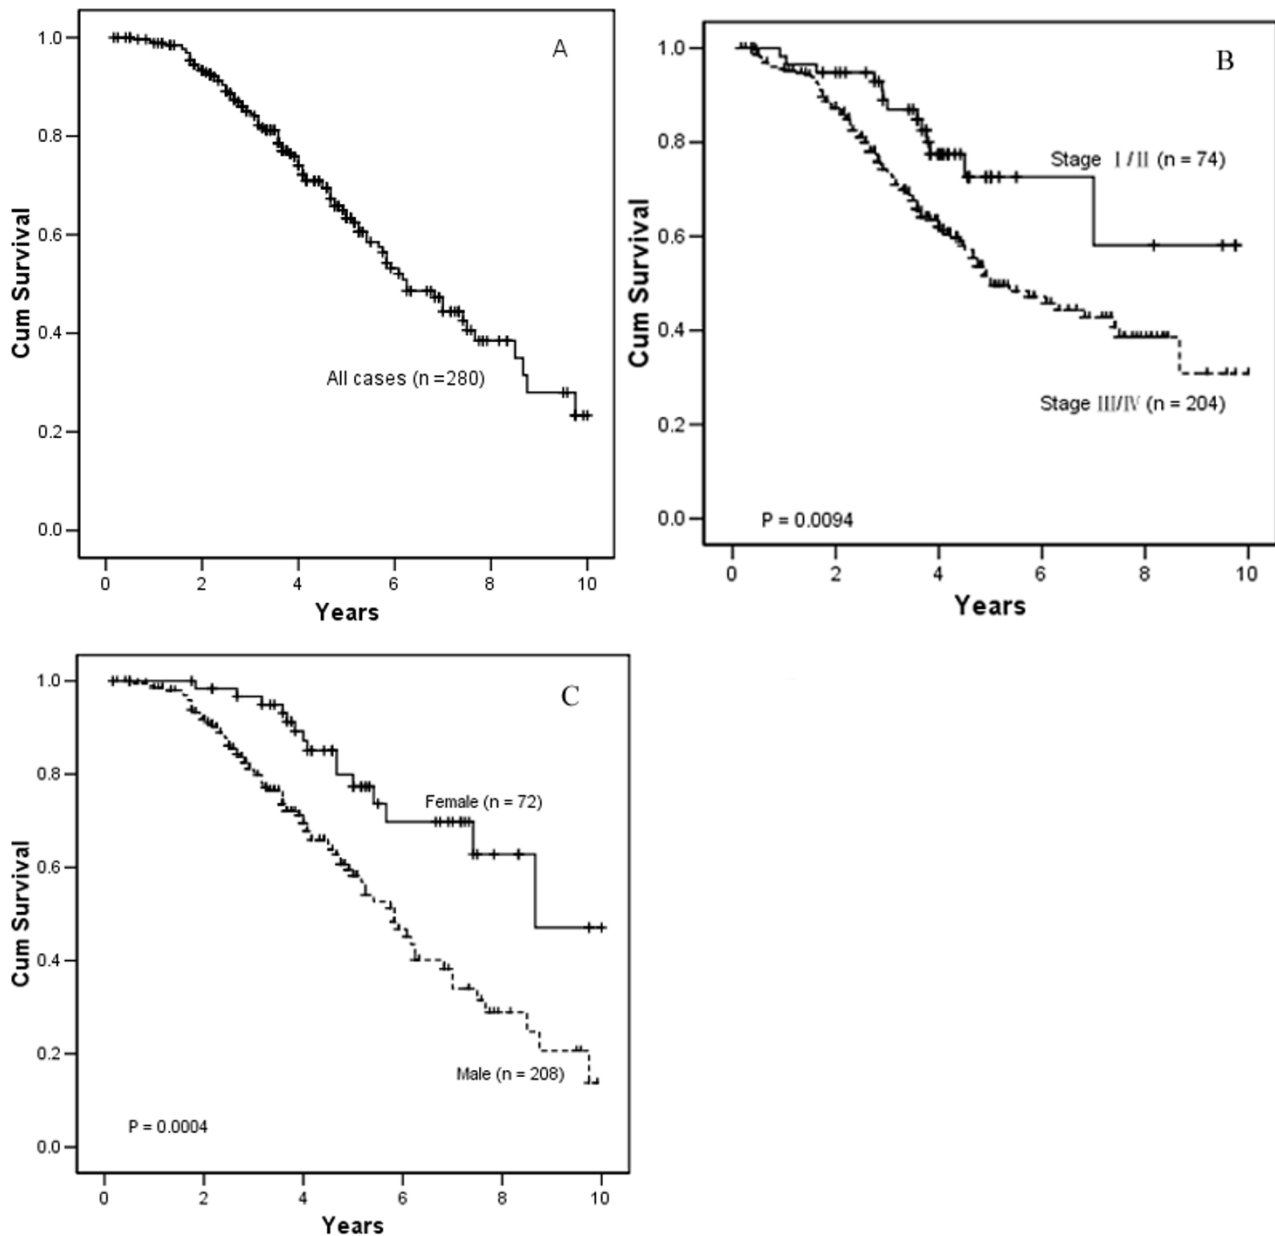 A
1.0
0.8
0.6
0.4
0.2
0.0
Cum Survival
All cases (n =280)
0 2 4 6 8 10
Years
B
1.0
0.8
0.6
0.4
0.2
0.0
Cum Survival
Stage Ⅰ/Ⅱ (n = 74)
Stage Ⅲ/Ⅳ (n = 204)
P = 0.0094
0 2 4 6 8 10
Years
C
1.0
0.8
0.6
0.4
0.2
0.0
Cum Survival
Female (n = 72)
Male (n = 208)
P = 0.0004
0 2 4 6 8 10
Years